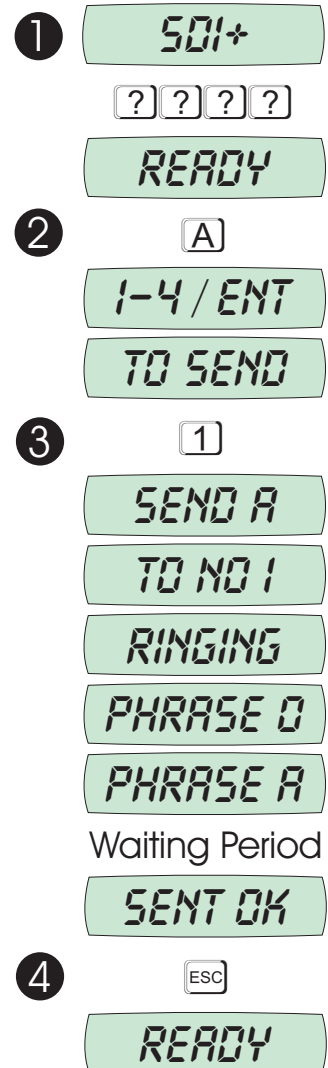 1 SD1+
? ? ? ?
READY
2 A
1-4 / ENT
TO SEND
3 1
SEND A
TO NO 1
RINGING
PHRASE 0
PHRASE A
Waiting Period
SENT OK
4 ESC
READY